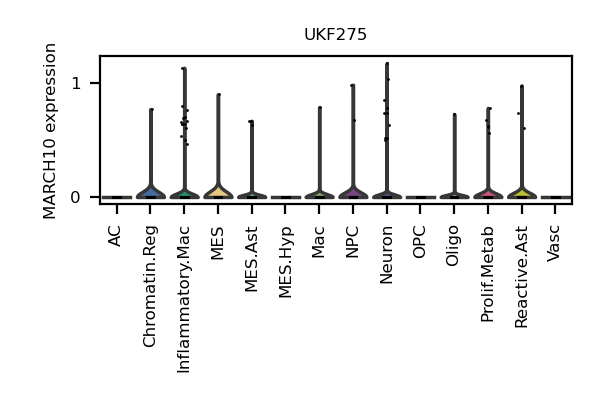 UKF275
MARCH10 expression
1
0
AC
Chromatin.Reg
Inflammatory.Mac
MES
MES.Ast
MES.Hyp
Mac
NPC
Neuron
OPC
Oligo
Prolif.Metab
Reactive.Ast
Vasc